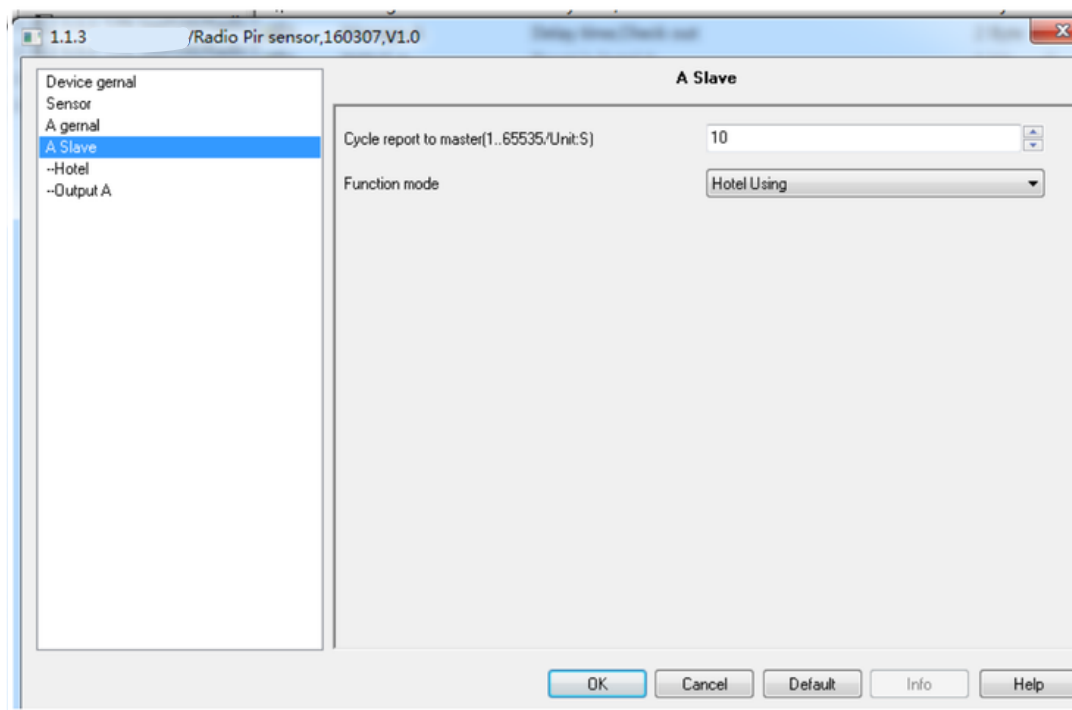 1.1.3 /Radio Pir sensor,160307,V1.0
Device gernal
Sensor
A gernal
A Slave
--Hotel
--Output A
A Slave
Cycle report to master(1..65535/Unit:S)
10
Function mode
Hotel Using
OK
Cancel
Default
Info
Help